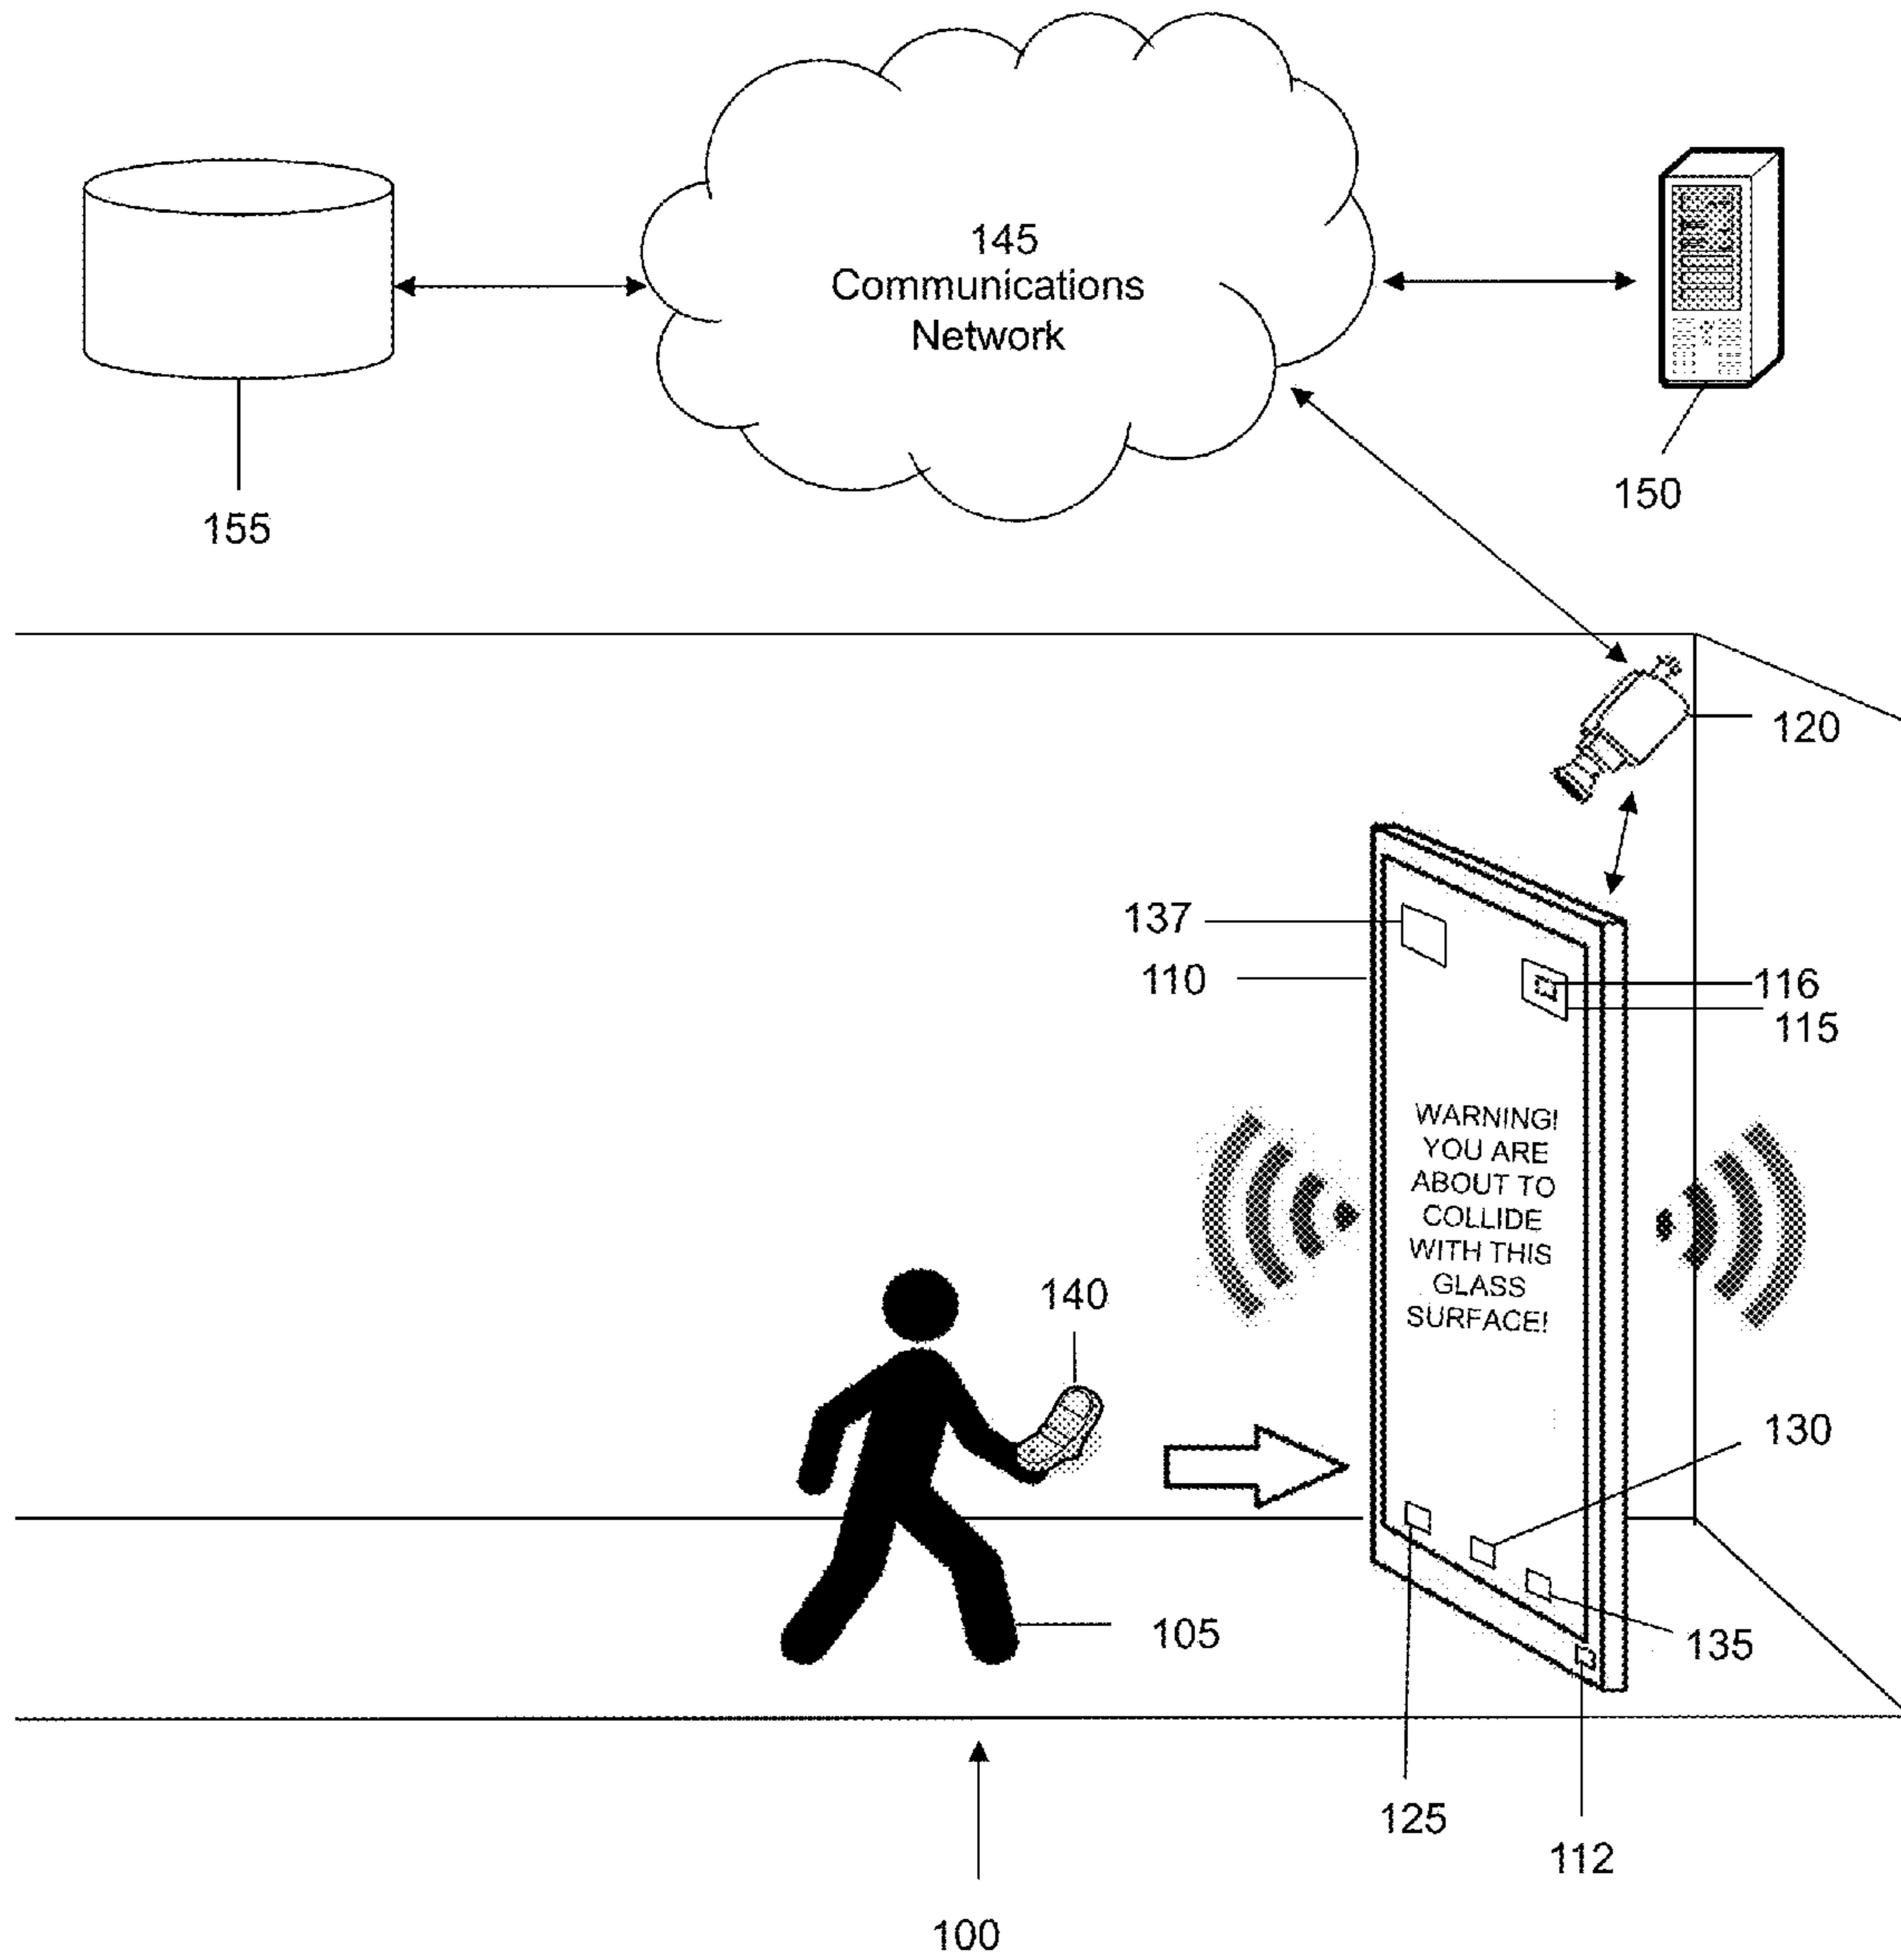 145
Communications
Network
155
150
120
137
110
116
115
WARNING!
YOU ARE
ABOUT TO
COLLIDE
WITH THIS
GLASS
SURFACE!
140
130
105
135
125
112
100